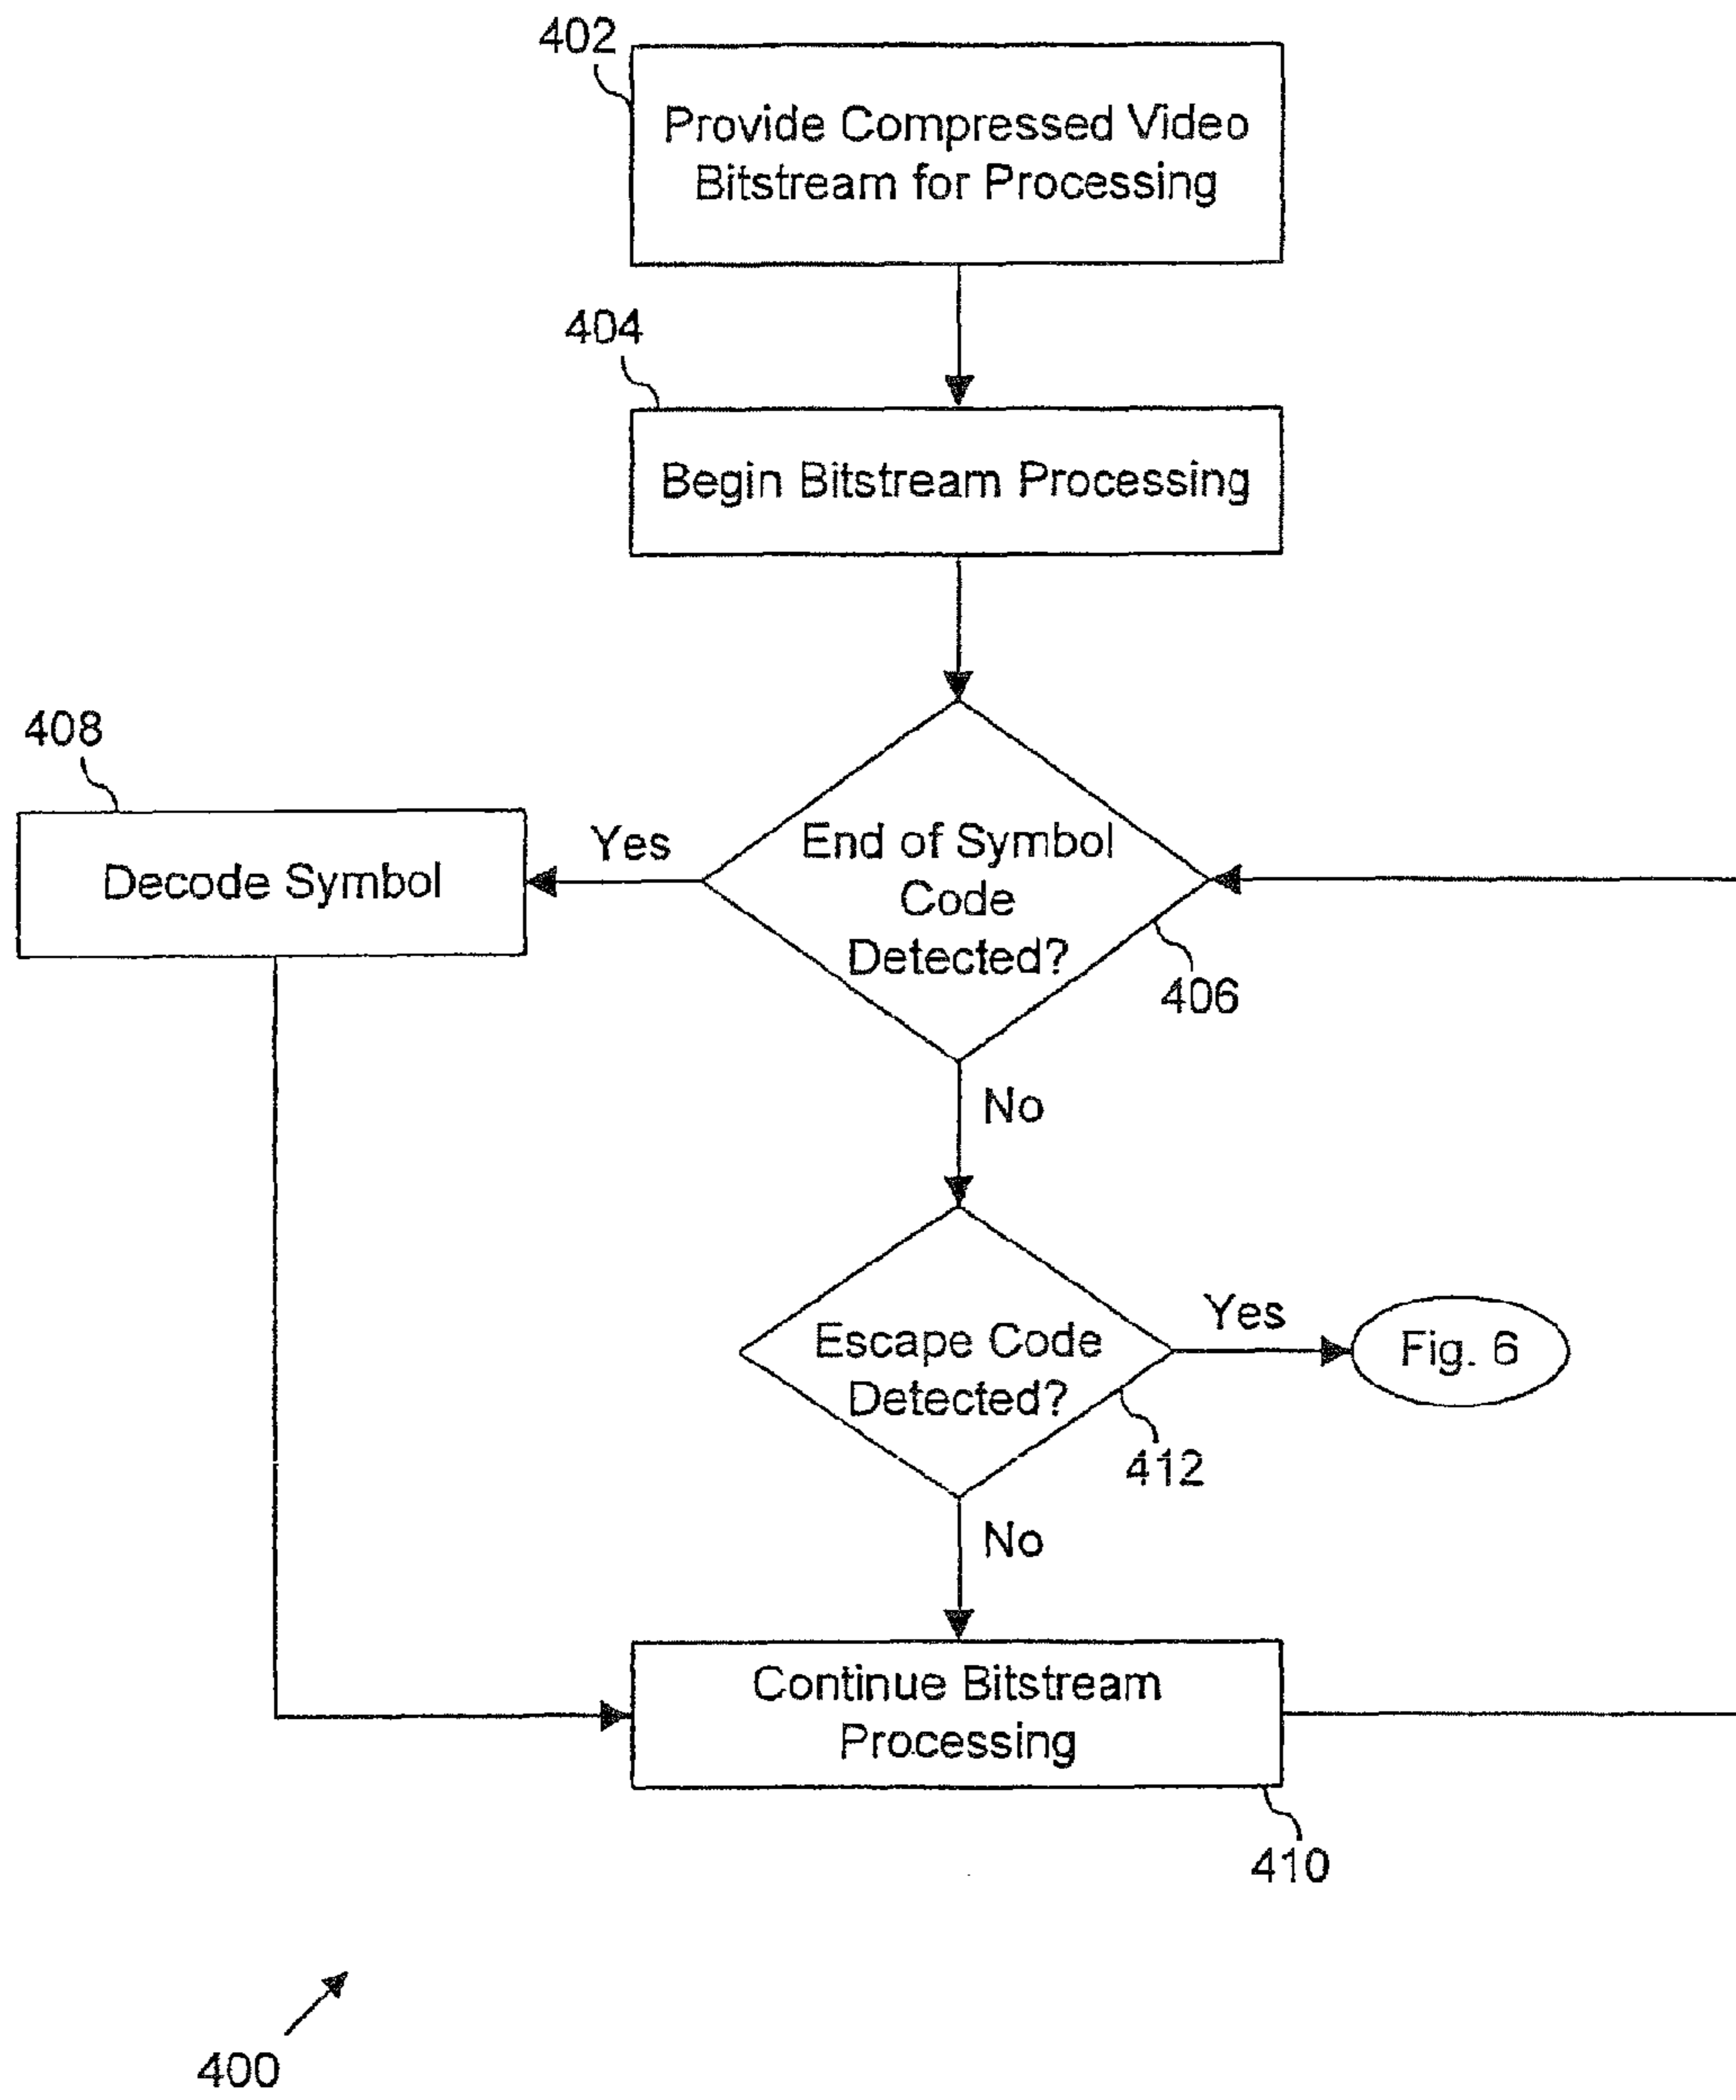 402
Provide Compressed Video
Bitstream for Processing
404
Begin Bitstream Processing
408
Decode Symbol
Yes
End of Symbol
Code
Detected?
406
No
Escape Code
Detected?
Yes
Fig. 6
412
No
Continue Bitstream
Processing
410
400